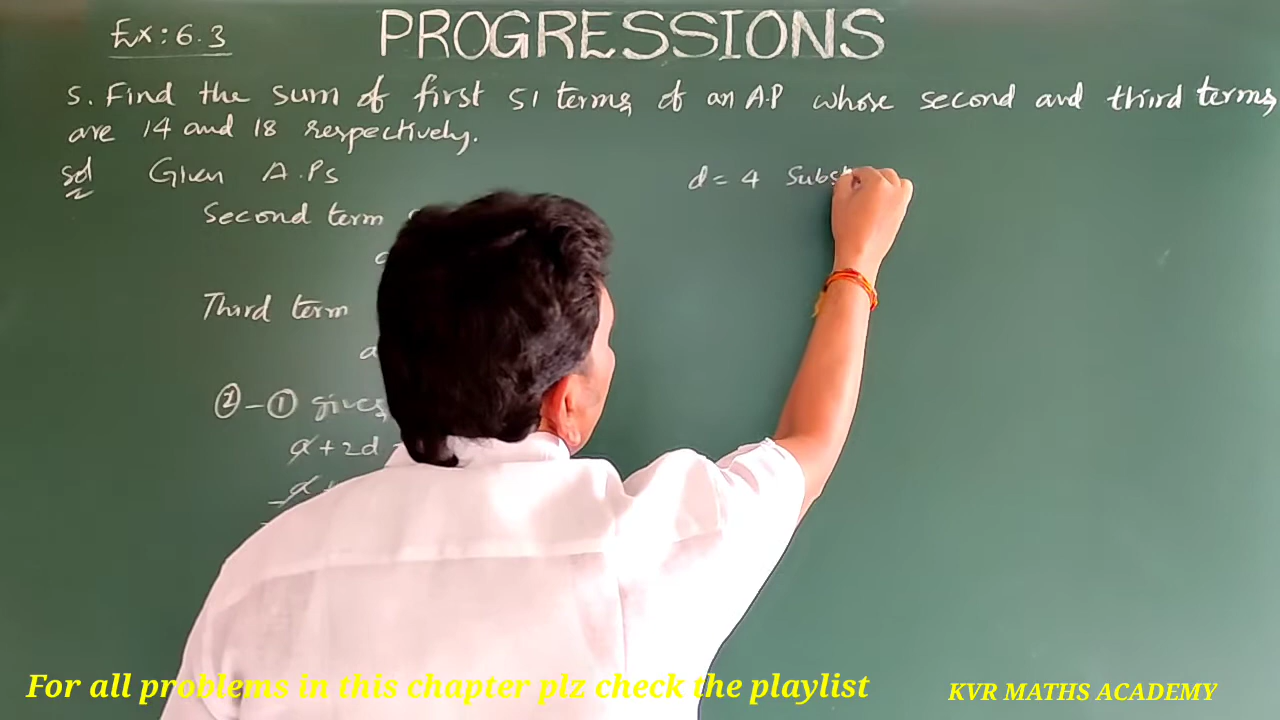 Ex: 6.3
PROGRESSIONS
5. Find the sum of first 51 terms of an A.P whose second and third terms
are 14 and 18 respectively.
Sol Given A.Ps
Second term
Third term
② - ① gives,
a + 2d
d = 4 Subst
For all problems in this chapter plz check the playlist
KVR MATHS ACADEMY